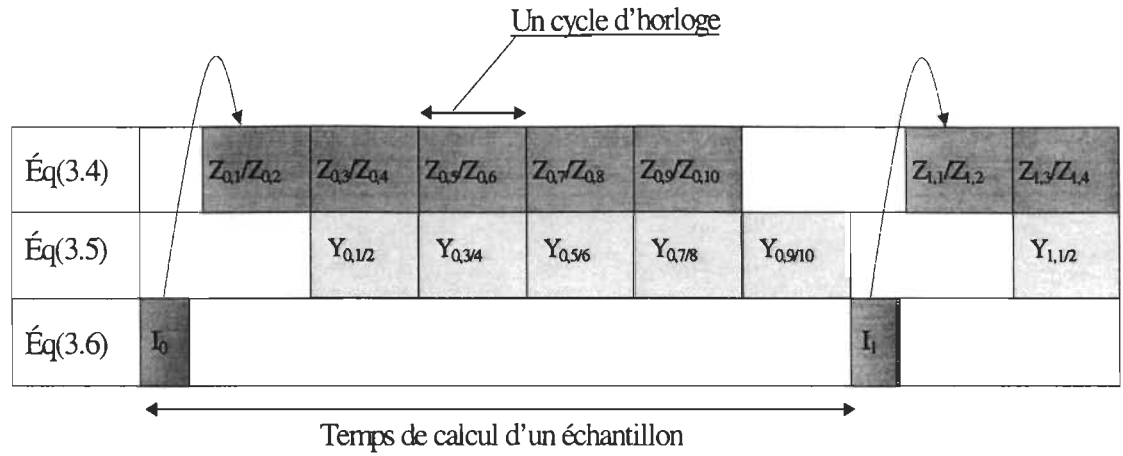 Un cycle d'horloge
Éq(3.4) Z0,1/Z0,2 Z0,3/Z0,4 Z0,5/Z0,6 Z0,7/Z0,8 Z0,9/Z0,10 Z1,1/Z1,2 Z1,3/Z1,4
Éq(3.5) Y0,1/2 Y0,3/4 Y0,5/6 Y0,7/8 Y0,9/10 Y1,1/2
Éq(3.6) I0 I1
Temps de calcul d'un échantillon